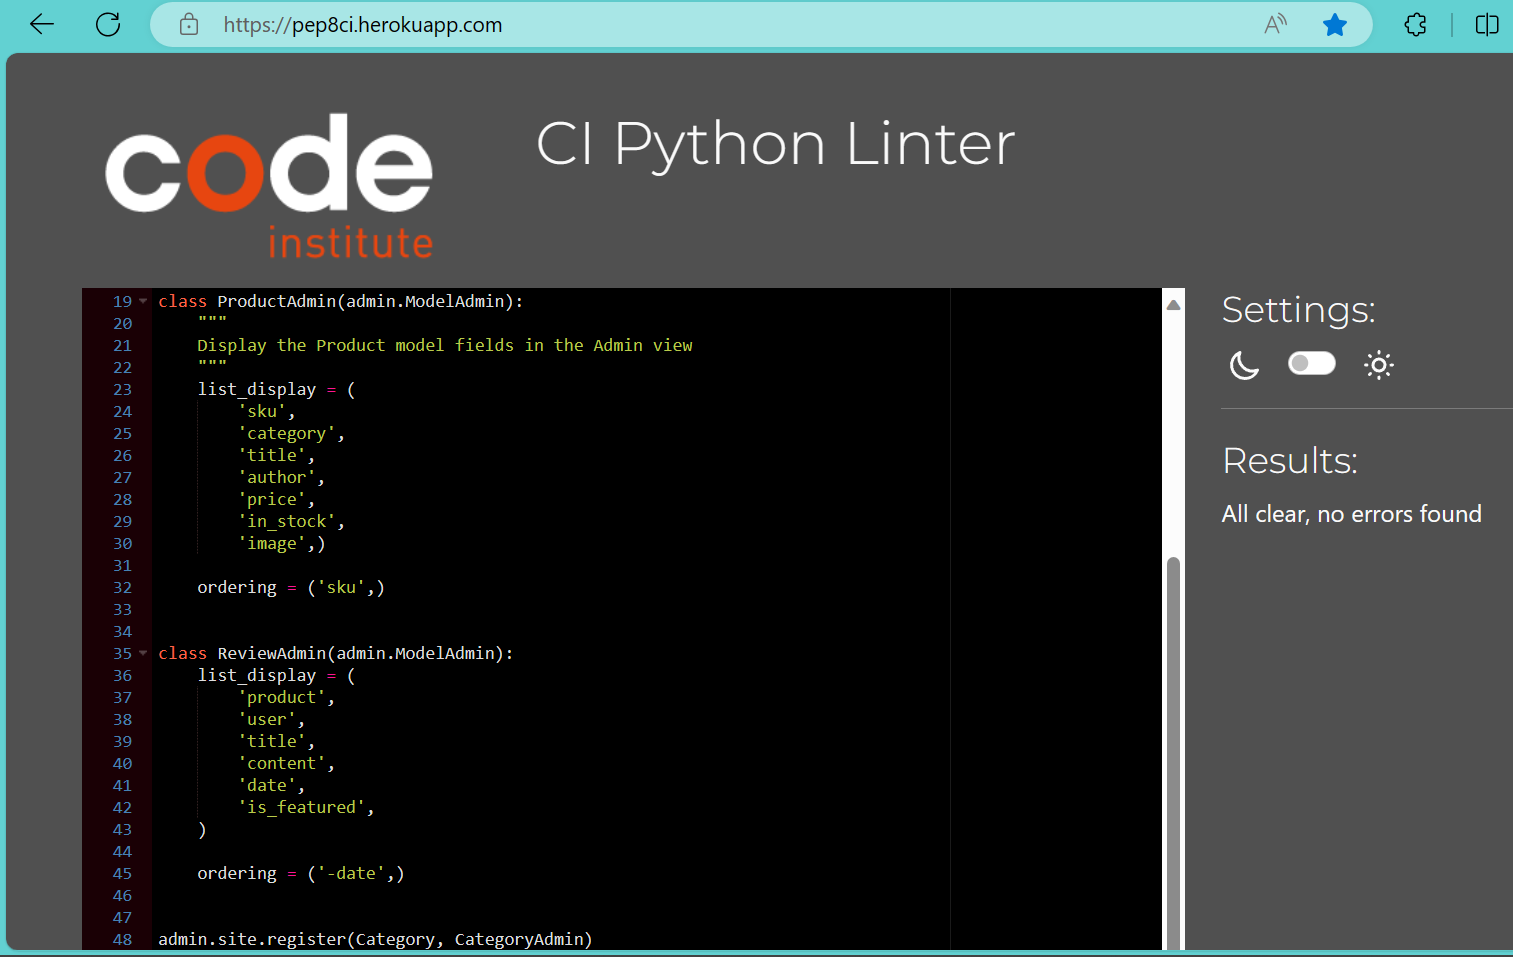 https://pep8ci.herokuapp.com
code
institute
CI Python Linter
19 class ProductAdmin(admin.ModelAdmin):
20     """
21     Display the Product model fields in the Admin view
22     """
23     list_display = (
24         'sku',
25         'category',
26         'title',
27         'author',
28         'price',
29         'in_stock',
30         'image',)
31
32     ordering = ('sku',)
33
34
35 class ReviewAdmin(admin.ModelAdmin):
36     list_display = (
37         'product',
38         'user',
39         'title',
40         'content',
41         'date',
42         'is_featured',
43     )
44
45     ordering = ('-date',)
46
47
48 admin.site.register(Category, CategoryAdmin)
Settings:
Results:
All clear, no errors found